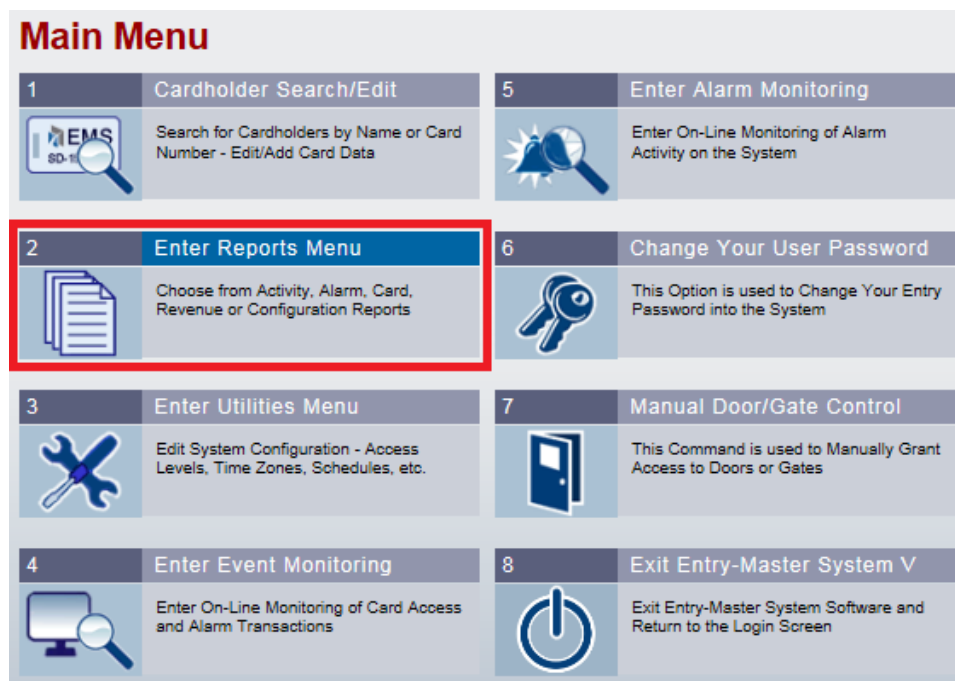 Main Menu
1 Cardholder Search/Edit
EMS
Search for Cardholders by Name or Card
Number - Edit/Add Card Data
2 Enter Reports Menu
Choose from Activity, Alarm, Card,
Revenue or Configuration Reports
3 Enter Utilities Menu
Edit System Configuration - Access
Levels, Time Zones, Schedules, etc.
4 Enter Event Monitoring
Enter On-Line Monitoring of Card Access
and Alarm Transactions
5 Enter Alarm Monitoring
Enter On-Line Monitoring of Alarm
Activity on the System
6 Change Your User Password
This Option is used to Change Your Entry
Password into the System
7 Manual Door/Gate Control
This Command is used to Manually Grant
Access to Doors or Gates
8 Exit Entry-Master System V
Exit Entry-Master System Software and
Return to the Login Screen